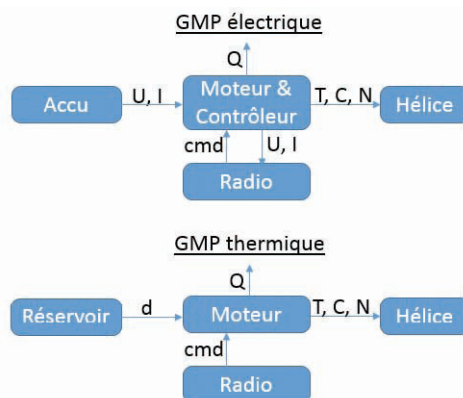 GMP électrique
Q
Accu
U, I
Moteur &
Contrôleur
T, C, N
Hélice
cmd
U, I
Radio
GMP thermique
Q
Réservoir
d
Moteur
T, C, N
Hélice
cmd
Radio